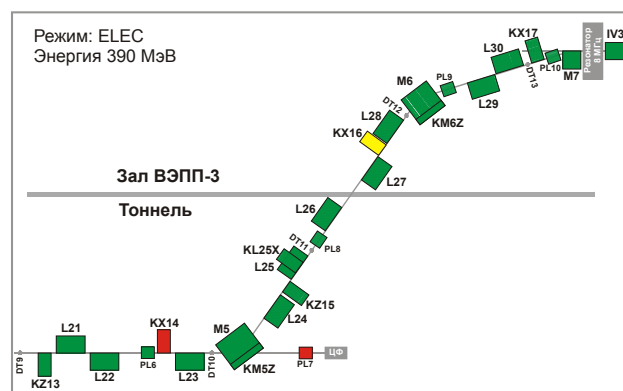 Режим: ELEC
Энергия 390 МэВ
KX17
IV3
L30
Резонатор
8 МГц
PL10
M7
DT13
M6
PL9
L29
DT12
KM6Z
L28
KX16
L27
Зал ВЭПП-3
Тоннель
L26
DT11
PL8
KL25X
L25
KZ15
L24
KX14
M5
L21
DT9
PL6
DT10
ЦФ
KZ13
L22
L23
KM5Z
PL7